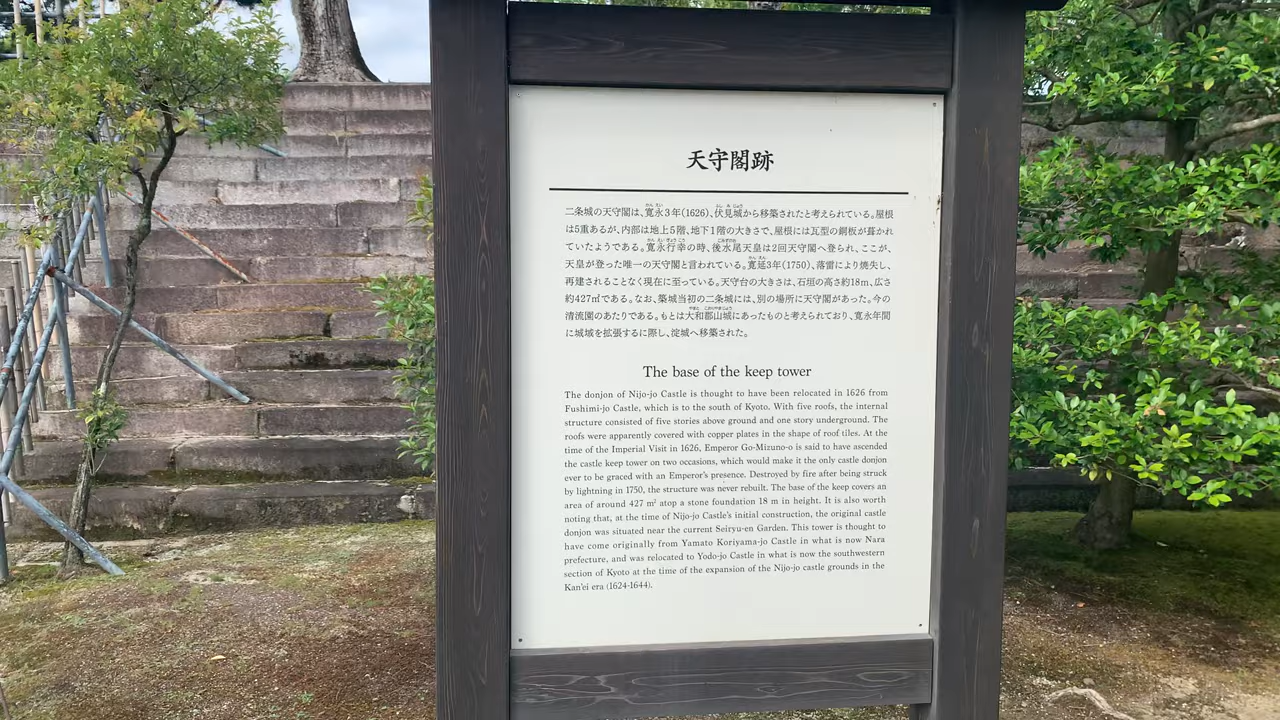 天守閣跡
二条城の天守閣は、寛永3年(1626)、伏見城から移築されたと考えられている。屋根
は5重あるが、内部は地上5階、地下1階の大きさで、屋根には瓦型の銅板が葺かれ
ていたようである。寛永行幸の時、後水尾天皇は2回天守閣へ登られ、ここが、
天皇が登った唯一の天守閣と言われている。寛延3年(1750)、落雷により焼失し、
再建されることなく現在に至っている。天守台の大きさは、石垣の高さ約18m、広さ
約427㎡である。なお、築城当初の二条城には、別の場所に天守閣があった。今の
清流園のあたりである。もとは大和郡山城にあったものと考えられており、寛永年間
に城域を拡張するに際し、淀城へ移築された。
The base of the keep tower
The donjon of Nijo-jo Castle is thought to have been relocated in 1626 from
Fushimi-jo Castle, which is to the south of Kyoto. With five roofs, the internal
structure consisted of five stories above ground and one story underground. The
roofs were apparently covered with copper plates in the shape of roof tiles. At the
time of the Imperial Visit in 1626, Emperor Go-Mizuno-o is said to have ascended
the castle keep tower on two occasions, which would make it the only castle donjon
ever to be graced with an Emperor's presence. Destroyed by fire after being struck
by lightning in 1750, the structure was never rebuilt. The base of the keep covers an
area of around 427 m² atop a stone foundation 18 m in height. It is also worth
noting that, at the time of Nijo-jo Castle's initial construction, the original castle
donjon was situated near the current Seiryu-en Garden. This tower is thought to
have come originally from Yamato Koriyama-jo Castle in what is now Nara
prefecture, and was relocated to Yodo-jo Castle in what is now the southwestern
section of Kyoto at the time of the expansion of the Nijo-jo castle grounds in the
Kan'ei era (1624-1644).